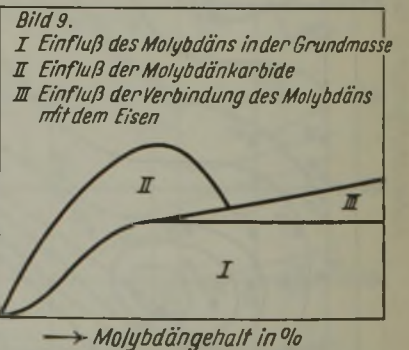 Bild 9.
I Einfluß des Molybdäns in der Grundmasse
II Einfluß der Molybdänkarbide
III Einfluß der Verbindung des Molybdäns
mit dem Eisen
II
III
I
→ Molybdängehalt in %